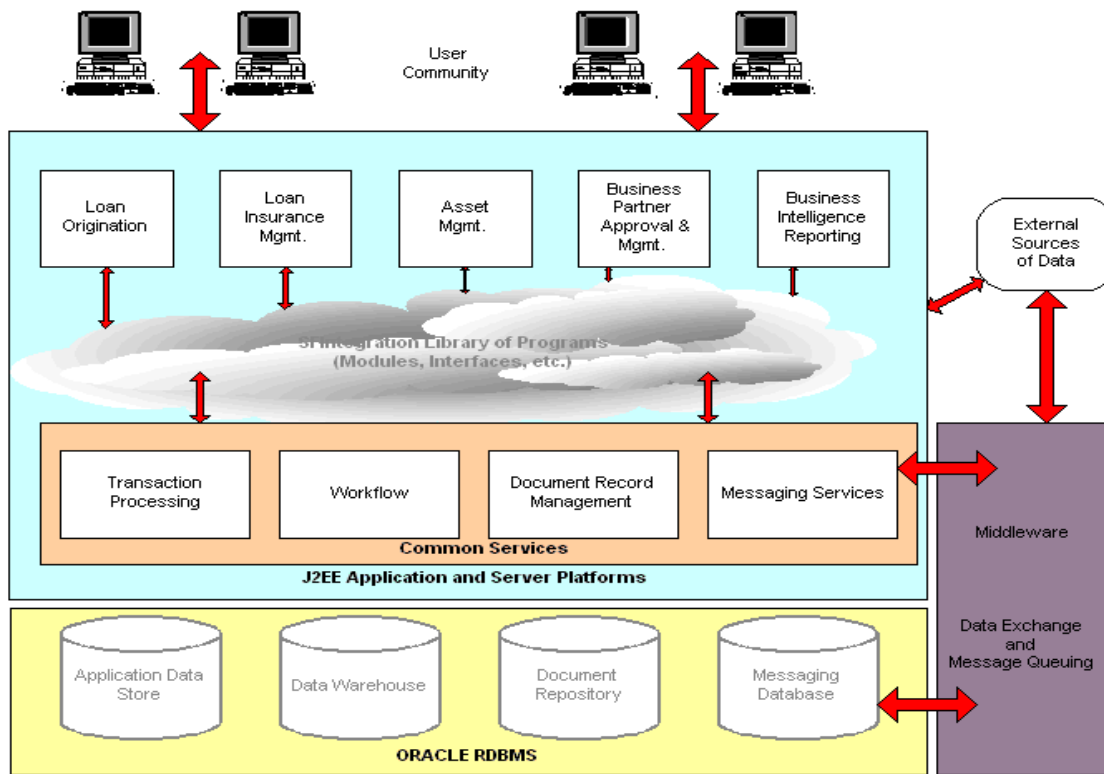 User
Community
Loan
Origination
Loan
Insurance
Mgmt.
Asset
Mgmt.
Business
Partner
Approval &
Mgmt.
Business
Intelligence
Reporting
External
Sources
of Data
Integration Library of Programs
(Modules, Interfaces, etc.)
Transaction
Processing
Workflow
Document Record
Management
Messaging Services
Common Services
J2EE Application and Server Platforms
Middleware
Data Exchange
and
Message Queuing
Application Data
Store
Data Warehouse
Document
Repository
Messaging
Database
ORACLE RDBMS